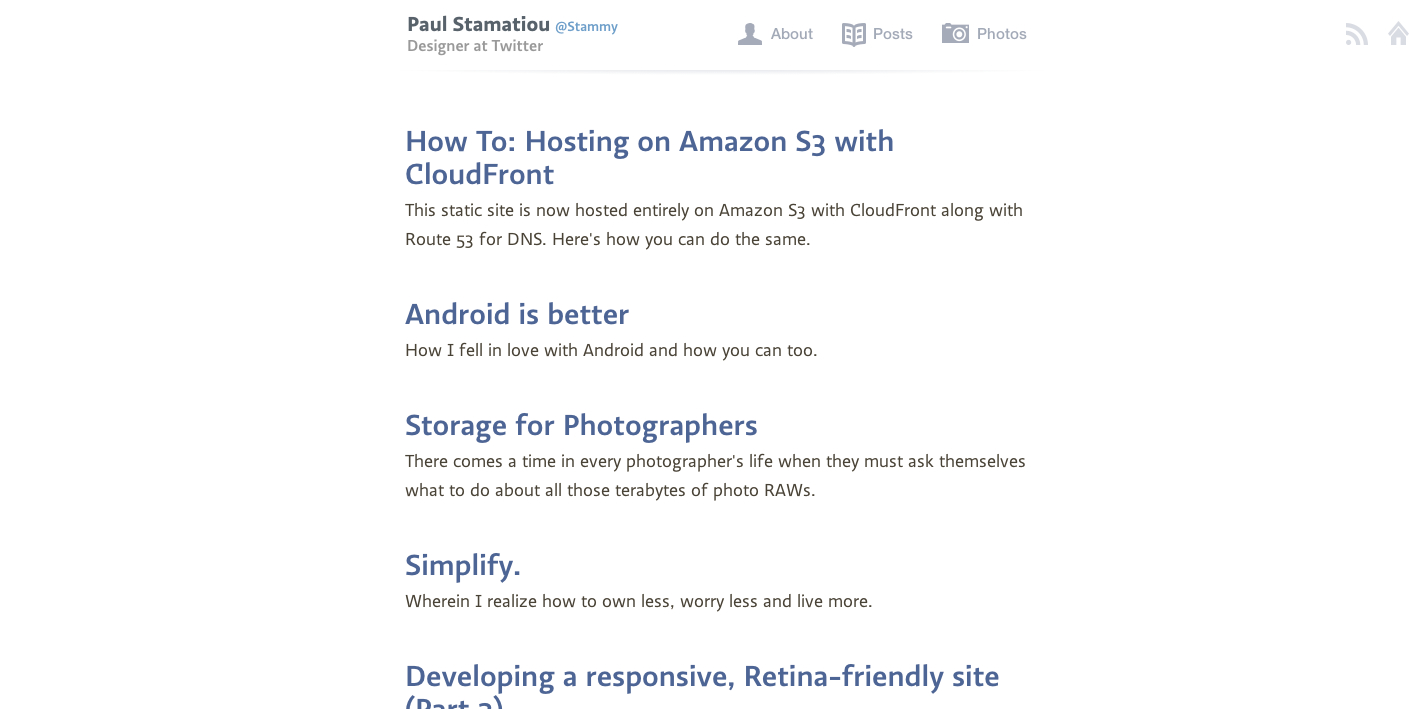 Paul Stamatiou @Stammy
Designer at Twitter
About
Posts
Photos
How To: Hosting on Amazon S3 with
CloudFront
This static site is now hosted entirely on Amazon S3 with CloudFront along with
Route 53 for DNS. Here's how you can do the same.
Android is better
How I fell in love with Android and how you can too.
Storage for Photographers
There comes a time in every photographer's life when they must ask themselves
what to do about all those terabytes of photo RAWs.
Simplify.
Wherein I realize how to own less, worry less and live more.
Developing a responsive, Retina-friendly site
(Part